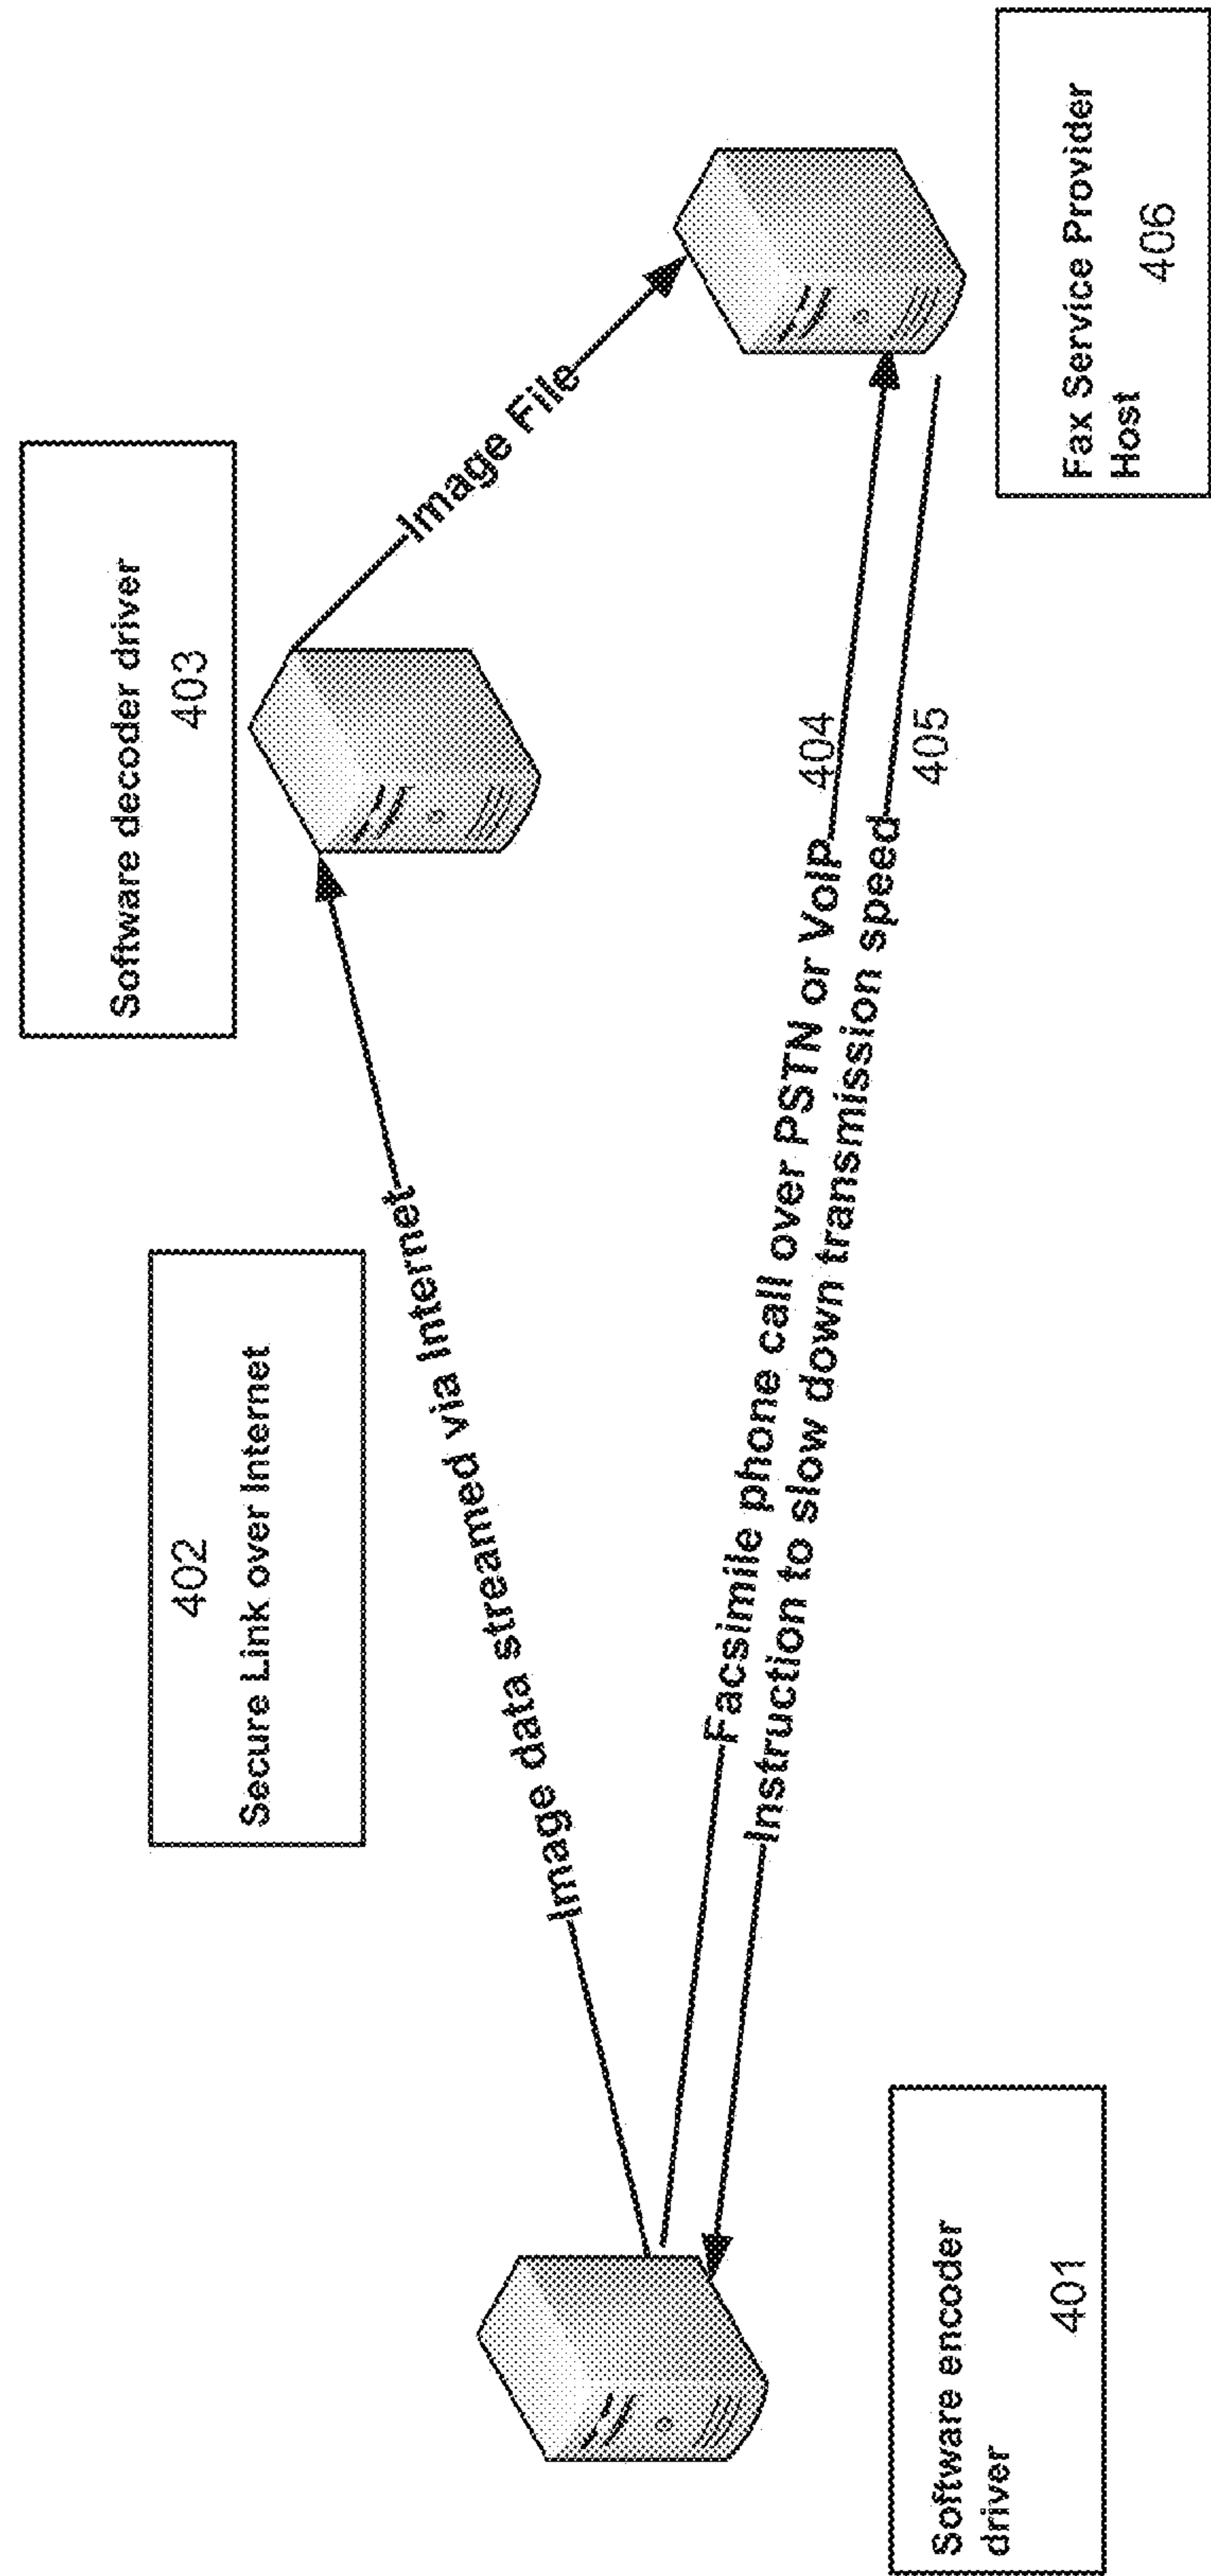 Software decoder driver
403
402
Secure Link over Internet
Image data streamed via Internet
Image File
Facsimile phone call over PSTN or VoIP
404
Instruction to slow down transmission speed
405
Software encoder
driver
401
Fax Service Provider
Host
406